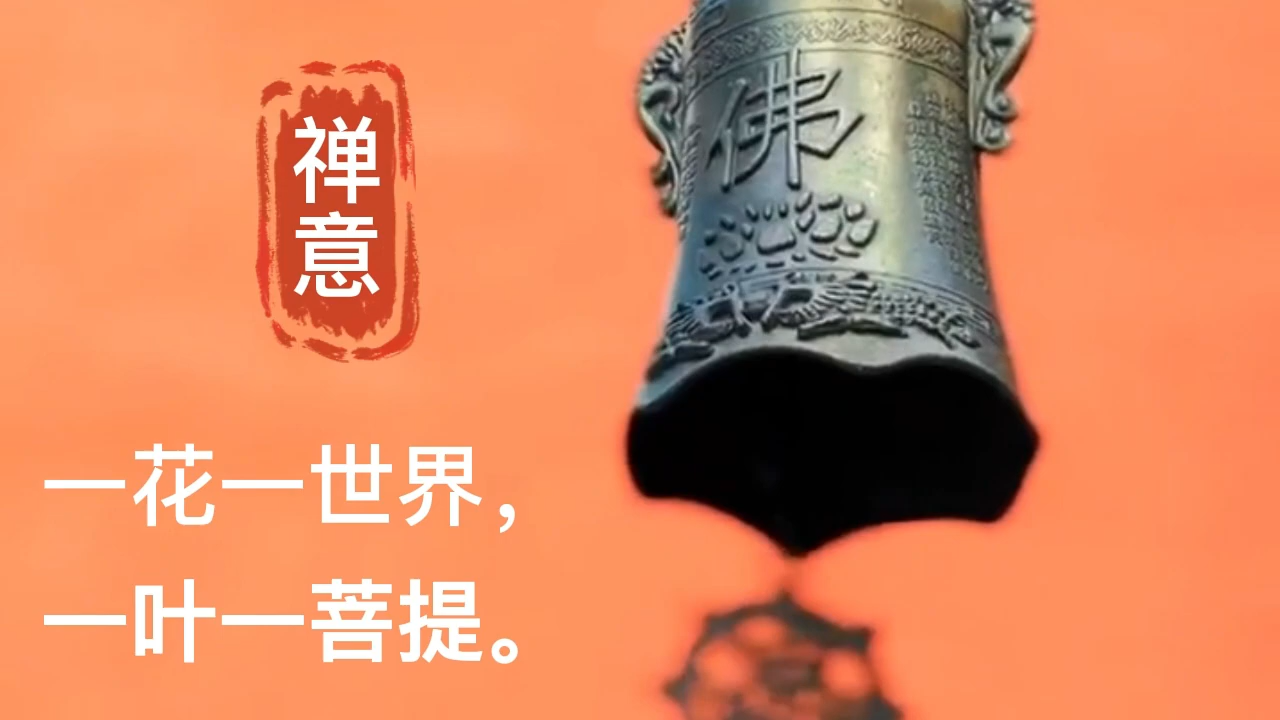 禅意
佛
一花一世界，
一叶一菩提。